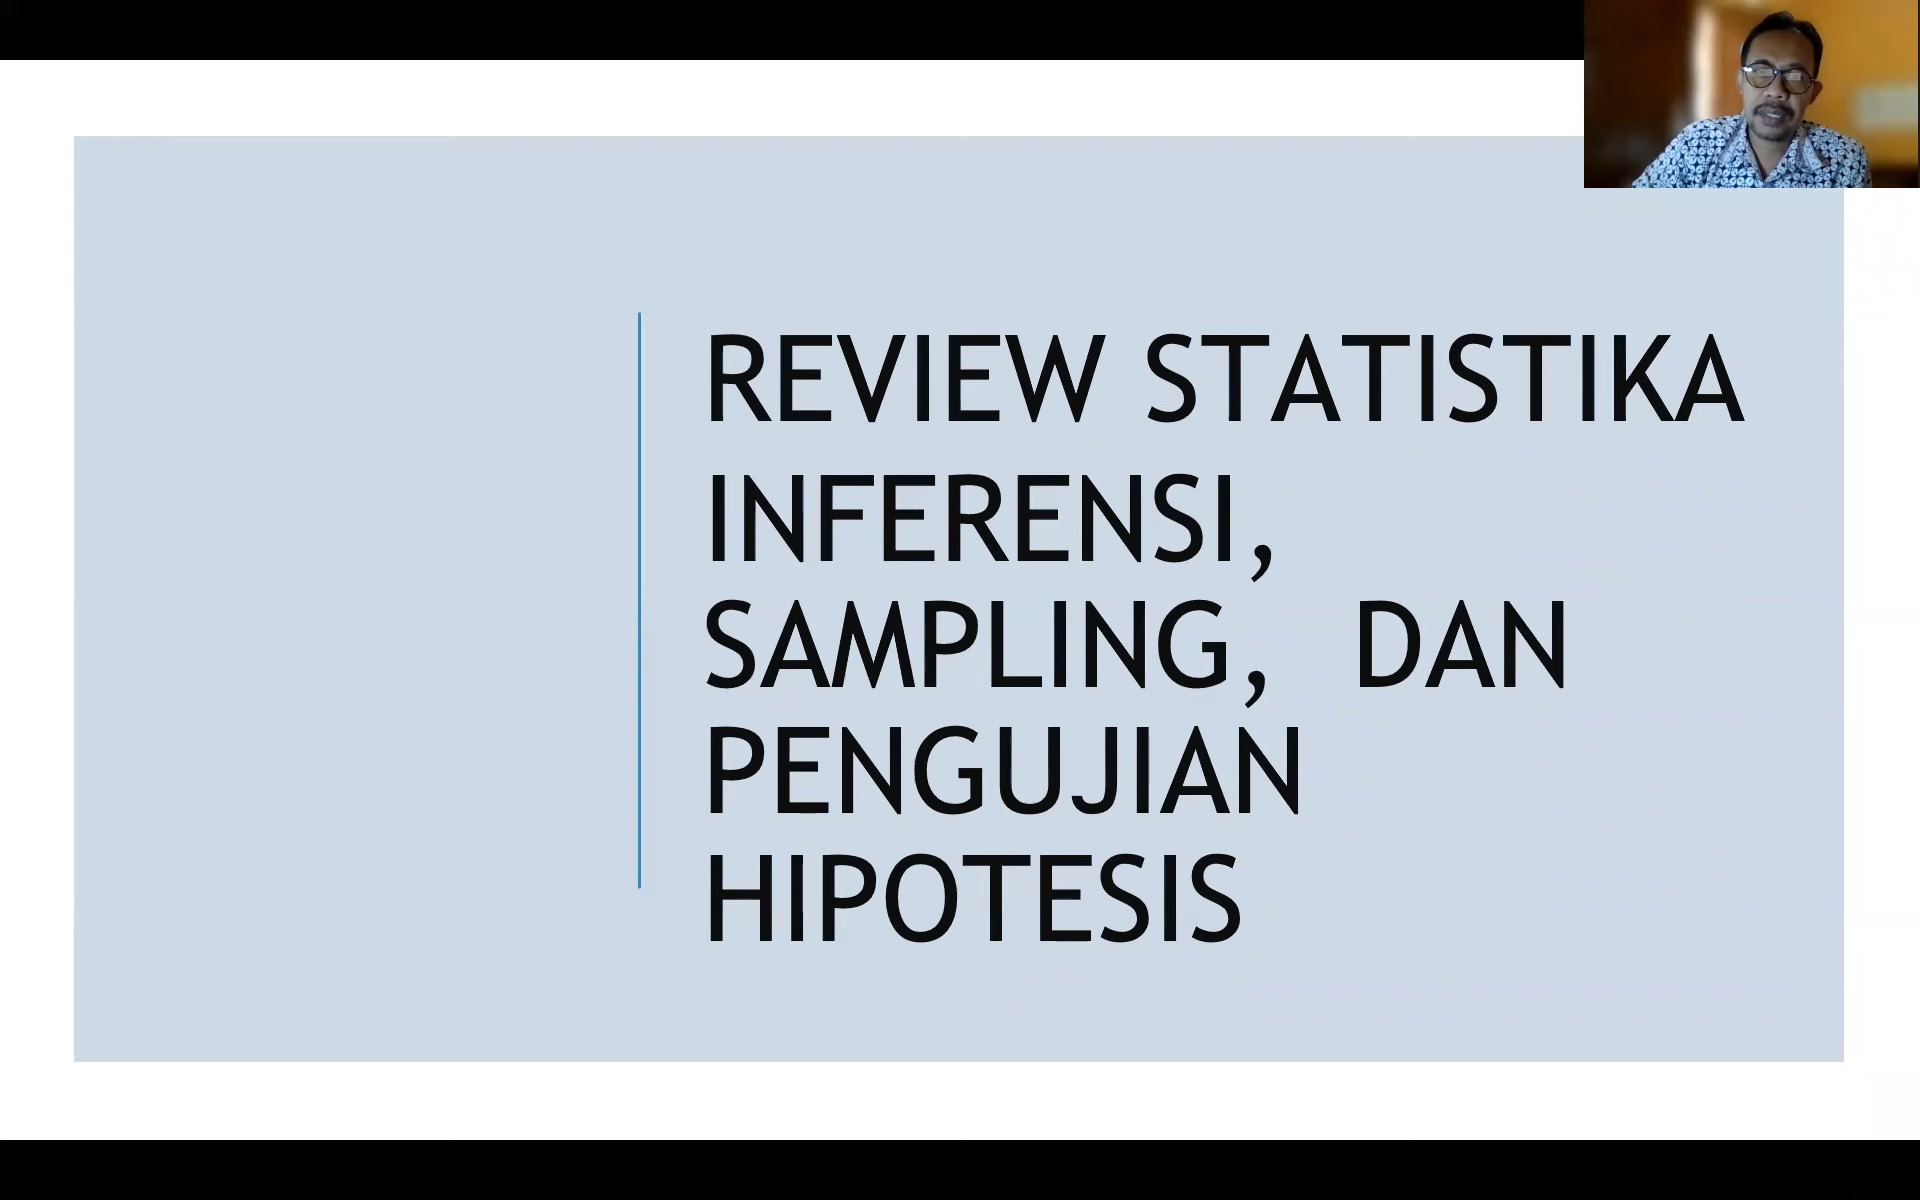 REVIEW STATISTIKA
INFERENSI,
SAMPLING, DAN
PENGUJIAN
HIPOTESIS